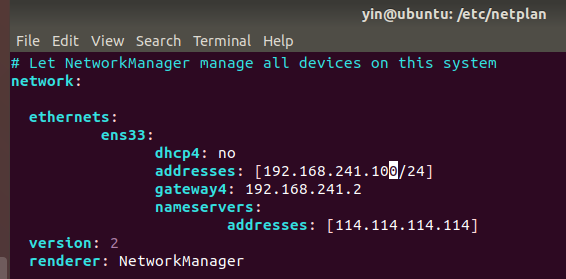 yin@ubuntu: /etc/netplan
File Edit View Search Terminal Help
# Let NetworkManager manage all devices on this system
network:
ethernets:
ens33:
dhcp4: no
addresses: [192.168.241.100/24]
gateway4: 192.168.241.2
nameservers:
addresses: [114.114.114.114]
version: 2
renderer: NetworkManager